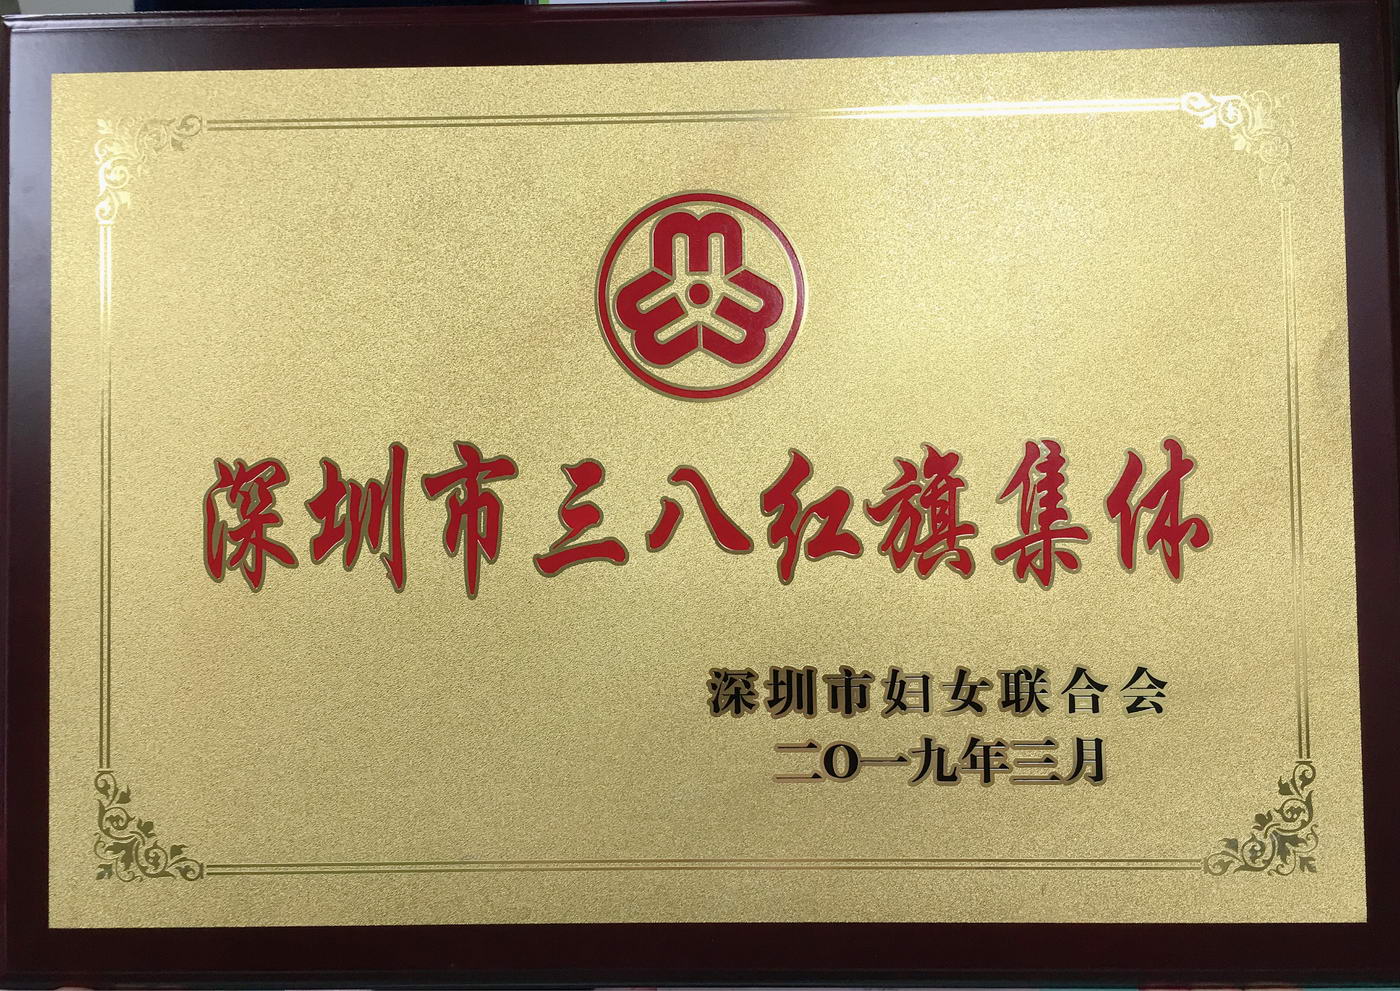 深圳市三八红旗集体
深圳市妇女联合会
二O一九年三月